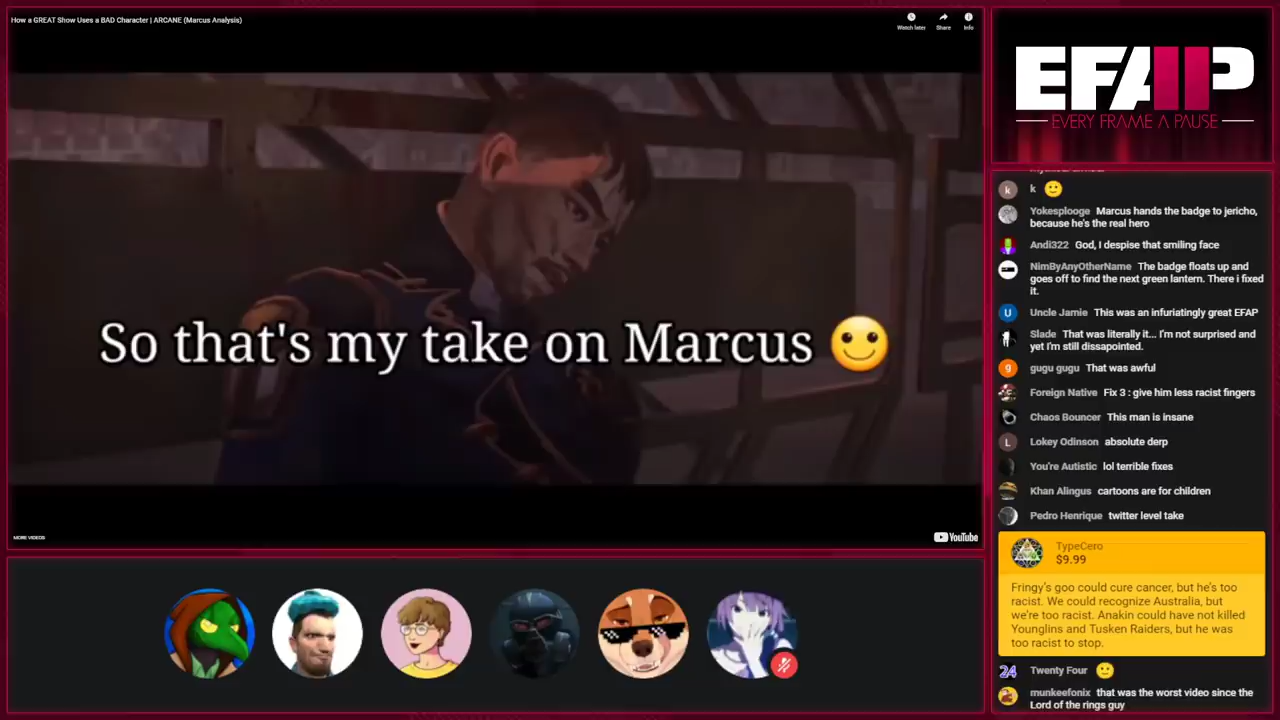 How a GREAT Show Uses a BAD Character | ARCANE (Marcus Analysis)
Watch later
Share
Info
So that's my take on Marcus 🙂
MORE VIDEOS
YouTube
EFAP
EVERY FRAME A PAUSE
k
k 🙂
Yokesplooge Marcus hands the badge to jericho,
because he's the real hero
Andi322 God, I despise that smiling face
NimByAnyOtherName The badge floats up and
goes off to find the next green lantern. There i fixed
it.
U
Uncle Jamie This was an infuriatingly great EFAP
Slade That was literally it... I'm not surprised and
yet I'm still dissapointed.
g
gugu gugu That was awful
Foreign Native Fix 3 : give him less racist fingers
Chaos Bouncer This man is insane
L
Lokey Odinson absolute derp
You're Autistic lol terrible fixes
Khan Alingus cartoons are for children
Pedro Henrique twitter level take
TypeCero
$9.99
Fringy's goo could cure cancer, but he's too
racist. We could recognize Australia, but
we're too racist. Anakin could have not killed
Younglins and Tusken Raiders, but he was
too racist to stop.
24
Twenty Four 🙂
munkeefonix that was the worst video since the
Lord of the rings guy